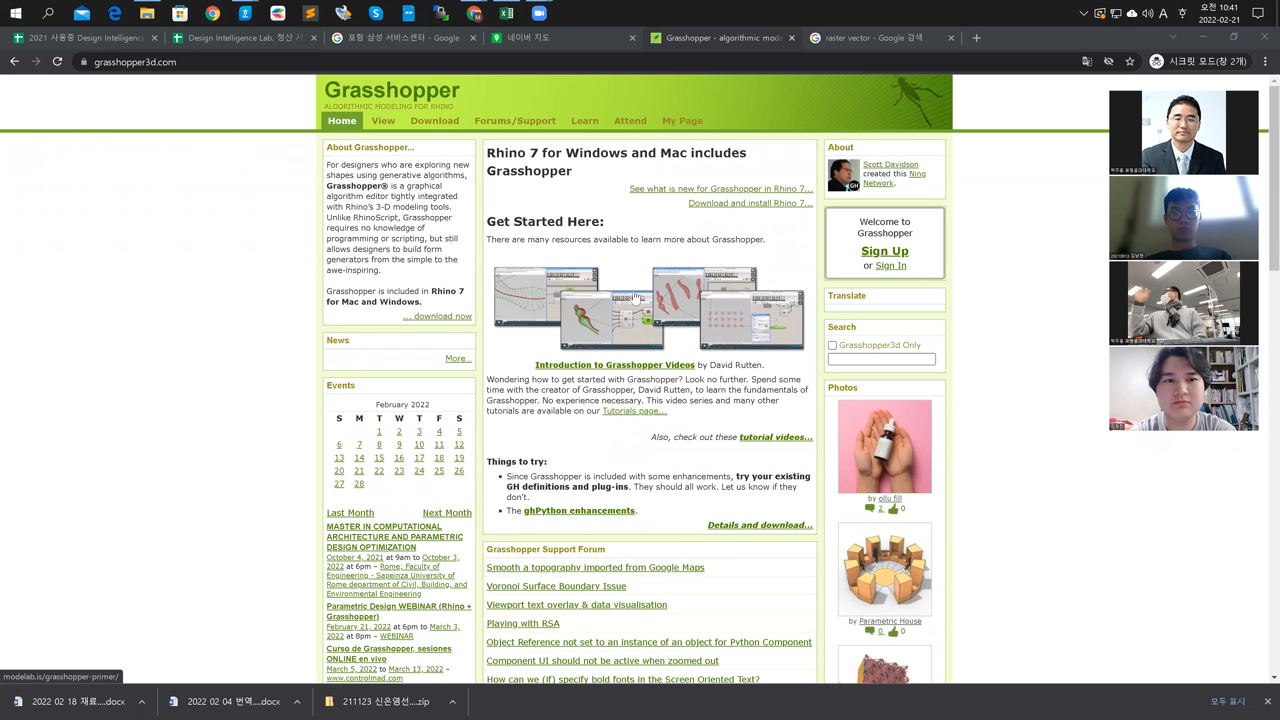 오전 10:41
2022-02-21
2021 사용중 Design Intelligence
Design Intelligence Lab. 정산 서
포항 삼성 서비스센터 - Google
네이버 지도
Grasshopper - algorithmic mode
raster vector - Google 검색
grasshopper3d.com
시크릿 모드(창 2개)
Grasshopper
ALGORITHMIC MODELING FOR RHINO
Home View Download Forums/Support Learn Attend My Page
About Grasshopper...
For designers who are exploring new
shapes using generative algorithms,
Grasshopper® is a graphical
algorithm editor tightly integrated
with Rhino's 3-D modeling tools.
Unlike RhinoScript, Grasshopper
requires no knowledge of
programming or scripting, but still
allows designers to build form
generators from the simple to the
awe-inspiring.
Grasshopper is included in Rhino 7
for Mac and Windows.
... download now
News
More...
Events
February 2022
S M T W T F S
1 2 3 4 5
6 7 8 9 10 11 12
13 14 15 16 17 18 19
20 21 22 23 24 25 26
27 28
Last Month Next Month
MASTER IN COMPUTATIONAL
ARCHITECTURE AND PARAMETRIC
DESIGN OPTIMIZATION
October 4, 2021 at 9am to October 3,
2022 at 6pm – Rome; Faculty of
Engineering - Sapeinza University of
Rome department of Civil, Building, and
Environmental Engineering
Parametric Design WEBINAR (Rhino +
Grasshopper)
February 21, 2022 at 6pm to March 3,
2022 at 8pm – WEBINAR
Curso de Grasshopper, sesiones
ONLINE en vivo
March 5, 2022 to March 13, 2022 –
www.controlmad.com
Rhino 7 for Windows and Mac includes
Grasshopper
See what is new for Grasshopper in Rhino 7...
Download and install Rhino 7...
Get Started Here:
There are many resources available to learn more about Grasshopper.
Introduction to Grasshopper Videos by David Rutten.
Wondering how to get started with Grasshopper? Look no further. Spend some
time with the creator of Grasshopper, David Rutten, to learn the fundamentals of
Grasshopper. No experience necessary. This video series and many other
tutorials are available on our Tutorials page...
Also, check out these tutorial videos...
Things to try:
Since Grasshopper is included with some enhancements, try your existing
GH definitions and plug-ins. They should all work. Let us know if they
don't.
The ghPython enhancements.
Details and download...
Grasshopper Support Forum
Smooth a topography imported from Google Maps
Voronoi Surface Boundary Issue
Viewport text overlay & data visualisation
Playing with RSA
Object Reference not set to an instance of an object for Python Component
Component UI should not be active when zoomed out
How can we (if) specify bold fonts in the Screen Oriented Text?
About
GH
Scott Davidson
created this Ning
Network.
Welcome to
Grasshopper
Sign Up
or Sign In
Translate
Search
Grasshopper3d Only
Photos
by ollu fill
2 0
by Parametric House
0 0
modelab.is/grasshopper-primer/
2022 02 18 재료....docx
2022 02 04 번역....docx
211123 신은영선....zip
모두 표시